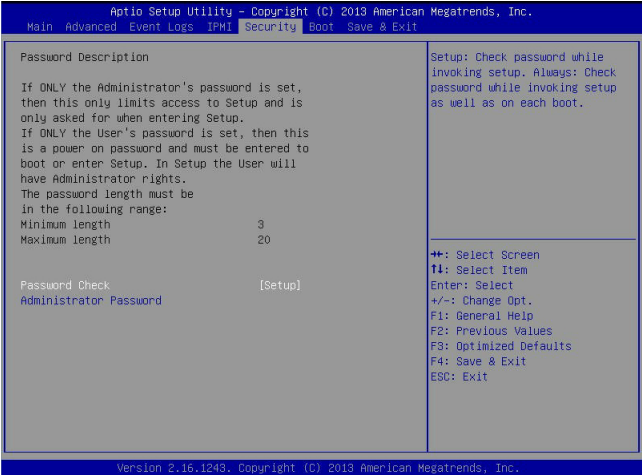 Aptio Setup Utility – Copyright (C) 2013 American Megatrends, Inc.
Main Advanced Event Logs IPMI Security Boot Save & Exit
Password Description
If ONLY the Administrator's password is set,
then this only limits access to Setup and is
only asked for when entering Setup.
If ONLY the User's password is set, then this
is a power on password and must be entered to
boot or enter Setup. In Setup the User will
have Administrator rights.
The password length must be
in the following range:
Minimum length 3
Maximum length 20
Password Check [Setup]
Administrator Password
Setup: Check password while
invoking setup. Always: Check
password while invoking setup
as well as on each boot.
→←: Select Screen
↑↓: Select Item
Enter: Select
+/-: Change Opt.
F1: General Help
F2: Previous Values
F3: Optimized Defaults
F4: Save & Exit
ESC: Exit
Version 2.16.1243. Copyright (C) 2013 American Megatrends, Inc.